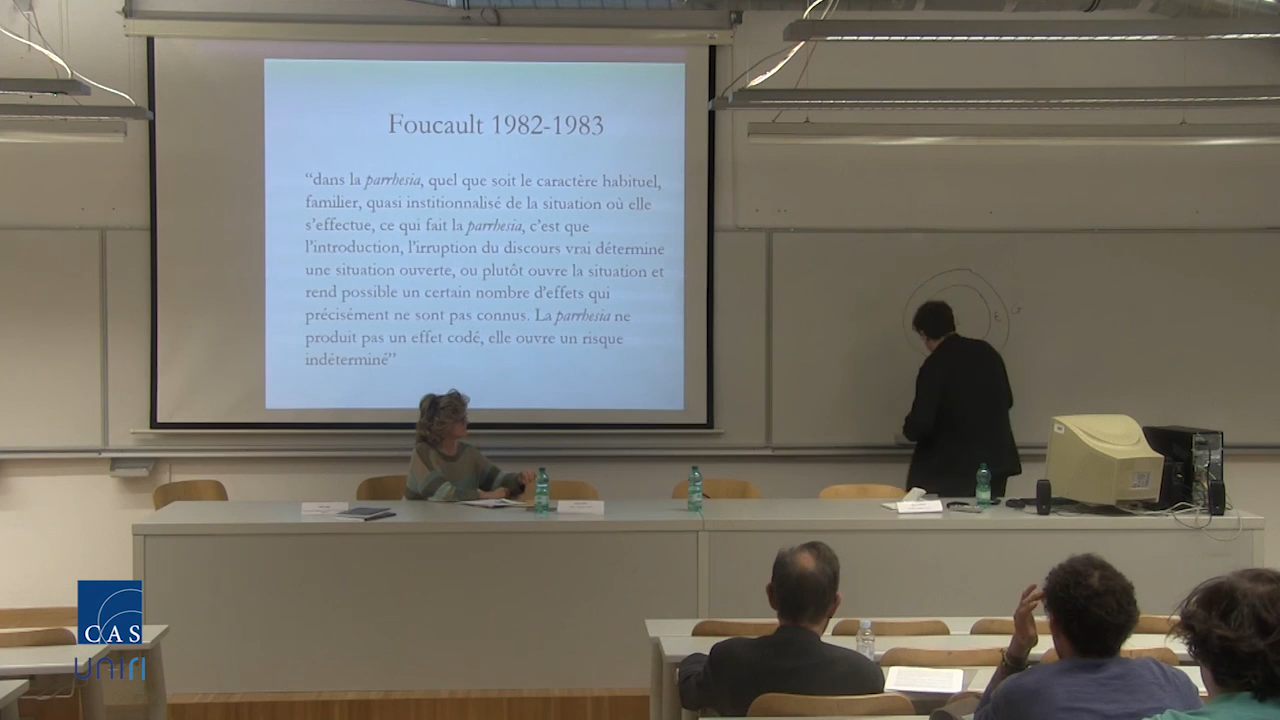 Foucault 1982-1983
“dans la parrhesia, quel que soit le caractère habituel,
familier, quasi institionnalisé de la situation où elle
s’effectue, ce qui fait la parrhesia, c’est que
l’introduction, l’irruption du discours vrai détermine
une situation ouverte, ou plutôt ouvre la situation et
rend possible un certain nombre d’effets qui
précisèment ne sont pas connus. La parrhesia ne
produit pas un effet codé, elle ouvre un risque
indéterminé”
CAS
UNIFI